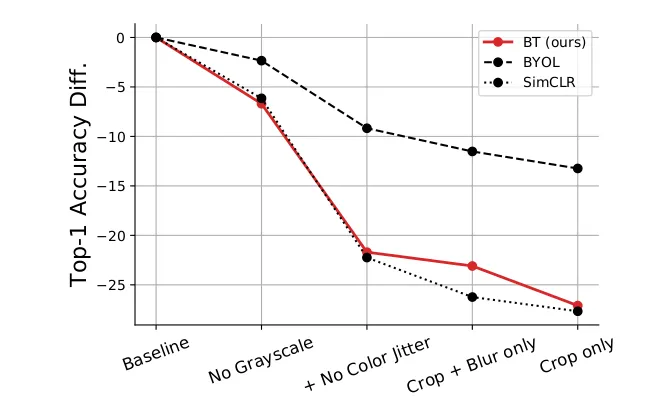 Top-1 Accuracy Diff.
0
−5
−10
−15
−20
−25
BT (ours)
BYOL
SimCLR
Baseline
No Grayscale
+ No Color Jitter
Crop + Blur only
Crop only